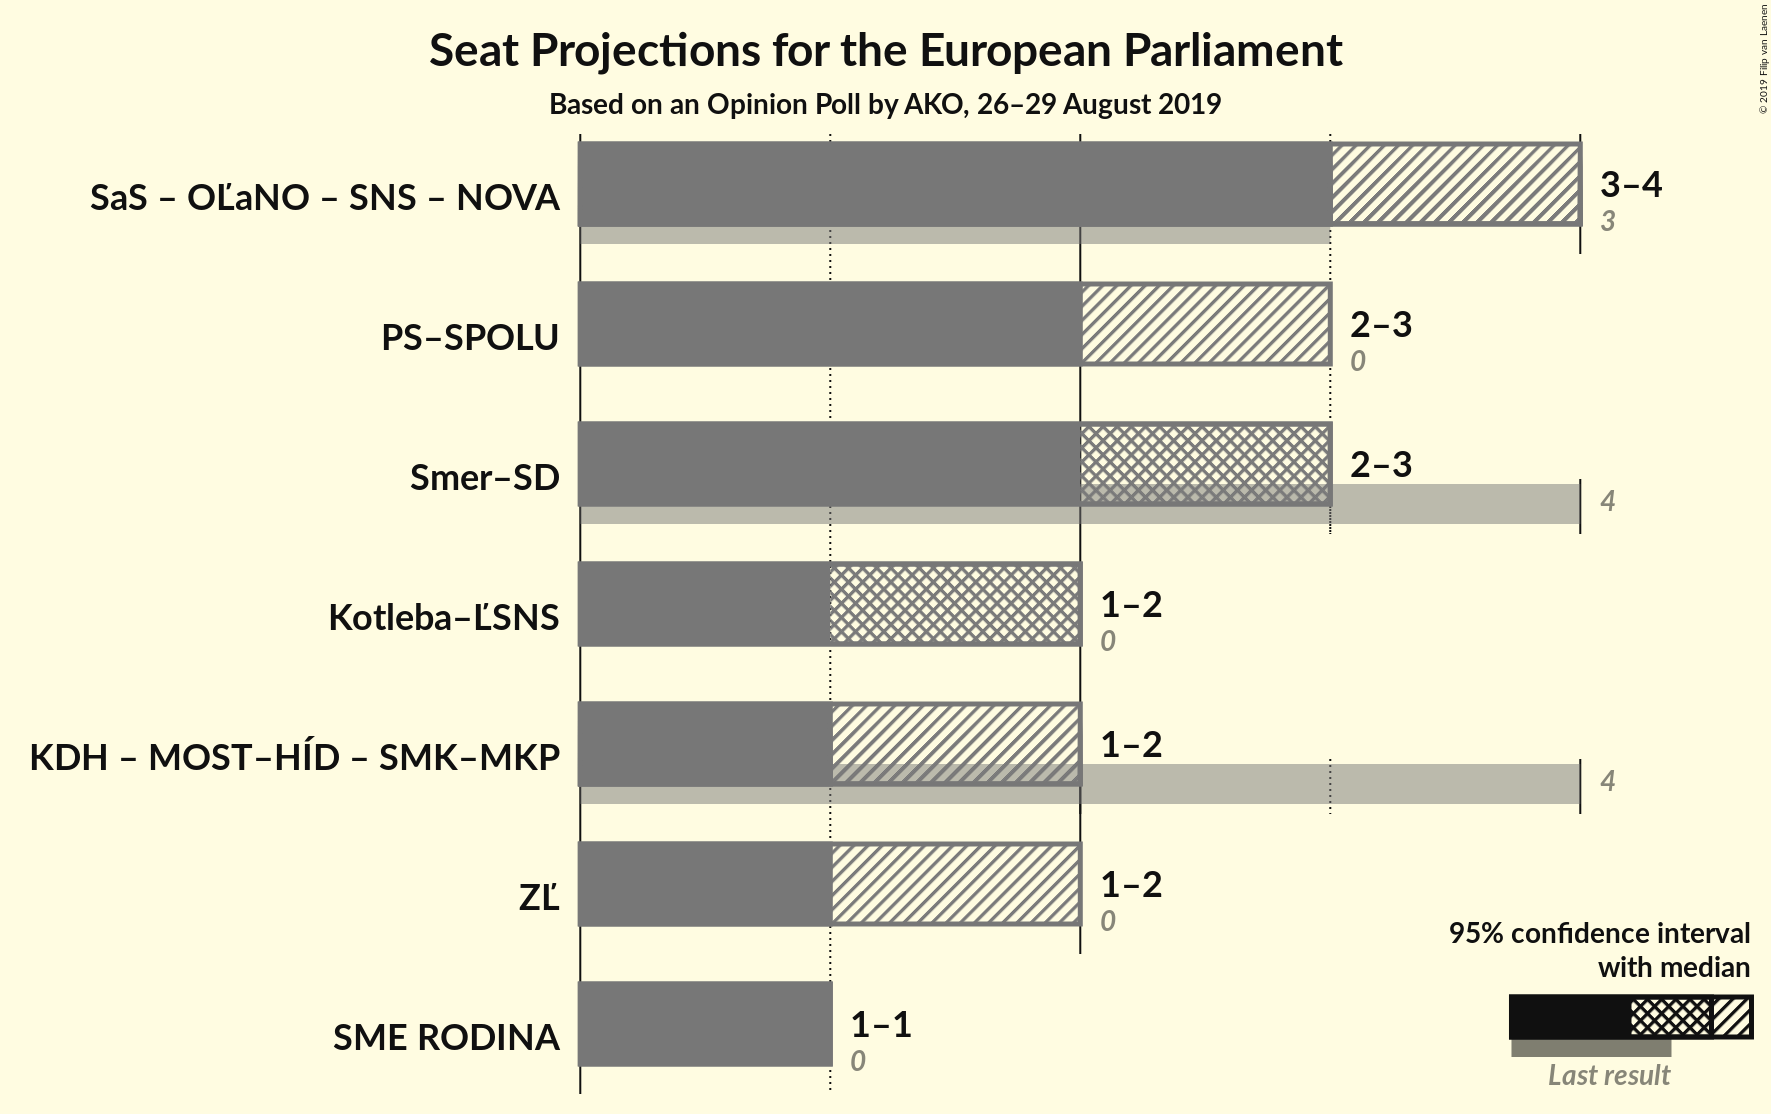 Seat Projections for the European Parliament
Based on an Opinion Poll by AKO, 26–29 August 2019
© 2019 Filip van Laenen
SaS – OĽaNO – SNS – NOVA
3–4
3
PS–SPOLU
2–3
0
Smer–SD
2–3
4
Kotleba–ĽSNS
1–2
0
KDH – MOST–HÍD – SMK–MKP
1–2
4
ZĽ
1–2
0
SME RODINA
1–1
0
95% confidence interval
with median
Last result